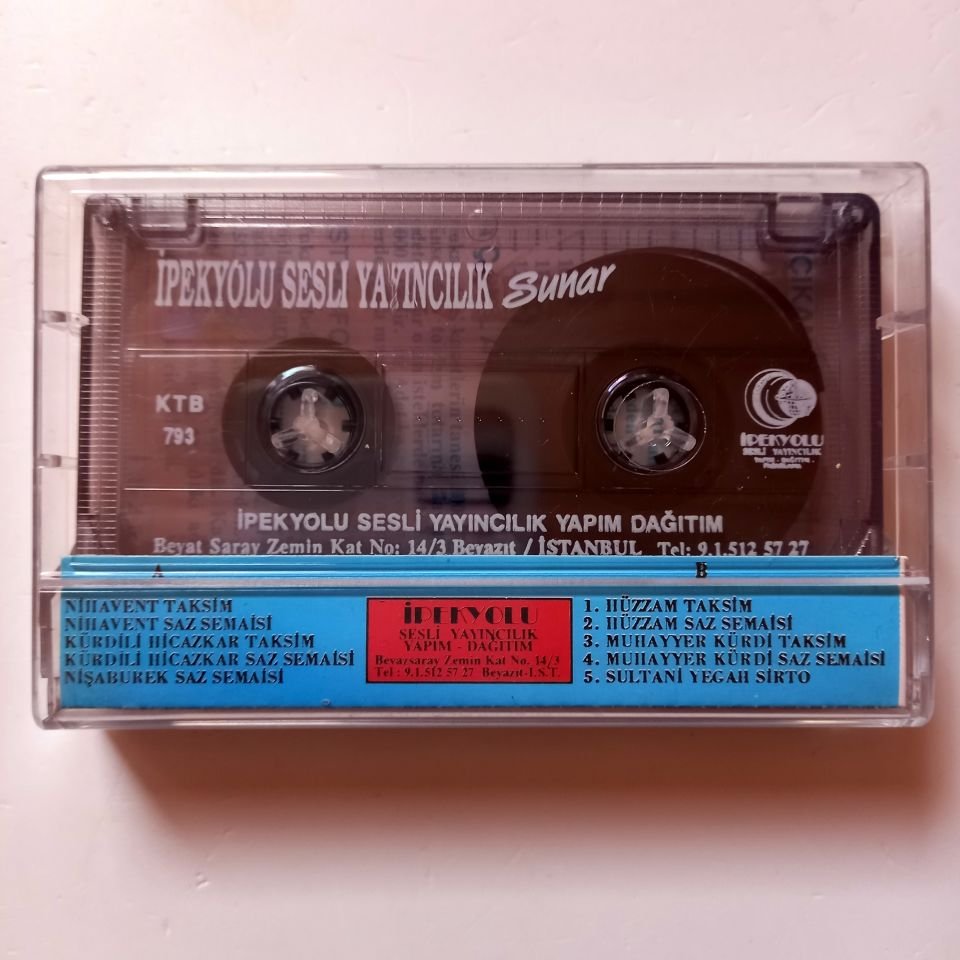 İPEKYOLU SESLİ YAYINCILIK Sunar
KTB
793
İPEKYOLU
SESLİ YAYINCILIK
YAPIM - DAĞITIM -
İPEKYOLU SESLİ YAYINCILIK YAPIM DAĞITIM
Beyat Saray Zemin Kat No: 14/3 Beyazıt / İSTANBUL Tel: 9.1.512 57 27
A
NİHAVENT TAKSİM
NİHAVENT SAZ SEMAİSİ
KÜRDİLİ HİCAZKAR TAKSİM
KÜRDİLİ HİCAZKAR SAZ SEMAİSİ
NİŞABUREK SAZ SEMAİSİ
İPEKYOLU
SESLİ YAYINCILIK
YAPIM - DAĞITIM
Beyazsaray Zemin Kat No. 14/3
Tel : 9.1.512 57 27 Beyazıt-İ.S.T.
B
1. HÜZZAM TAKSİM
2. HÜZZAM SAZ SEMAİSİ
3. MUHAYYER KÜRDİ TAKSİM
4. MUHAYYER KÜRDİ SAZ SEMAİSİ
5. SULTANİ YEGAH SİRTO